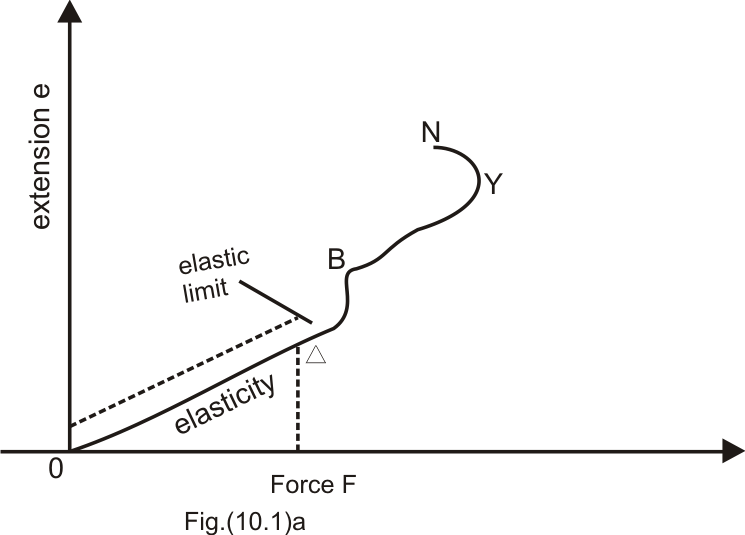 extension e
N
Y
B
elastic
limit
elasticity
0
Force F
Fig.(10.1)a